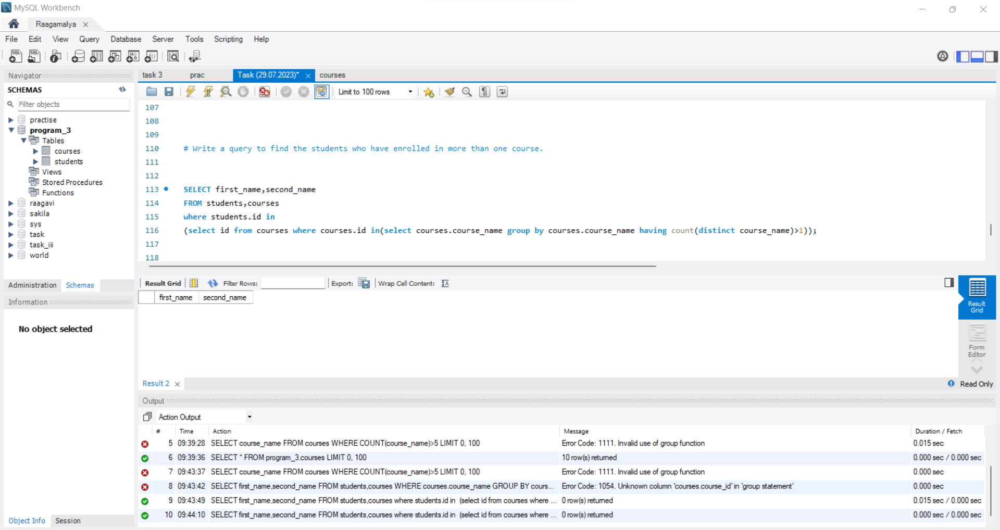 MySQL Workbench
Raagamalya
File Edit View Query Database Server Tools Scripting Help
Navigator
SCHEMAS
Filter objects
practise
program_3
Tables
courses
students
Views
Stored Procedures
Functions
raagavi
sakila
sys
task
task_iii
world
Administration Schemas
Information
No object selected
Object Info Session
task 3 prac Task (29.07.2023)* courses
Limit to 100 rows
107
108
109
110 # Write a query to find the students who have enrolled in more than one course.
111
112
113 SELECT first_name,second_name
114 FROM students,courses
115 where students.id in
116 (select id from courses where courses.id in(select courses.course_name group by courses.course_name having count(distinct course_name)>1));
117
118
Result Grid Filter Rows: Export: Wrap Cell Content:
first_name second_name
Result Grid
Form Editor
Result 2
Read Only
Output
Action Output
# Time Action Message Duration / Fetch
5 09:39:28 SELECT course_name FROM courses WHERE COUNT(course_name)>5 LIMIT 0, 100 Error Code: 1111. Invalid use of group function 0.015 sec
6 09:39:36 SELECT * FROM program_3.courses LIMIT 0, 100 10 row(s) returned 0.000 sec / 0.000 sec
7 09:43:37 SELECT course_name FROM courses WHERE COUNT(course_name)>5 LIMIT 0, 100 Error Code: 1111. Invalid use of group function 0.000 sec
8 09:43:42 SELECT first_name,second_name FROM students,courses WHERE courses.course_name GROUP BY cours... Error Code: 1054. Unknown column 'courses.course_id' in 'group statement' 0.000 sec
9 09:43:49 SELECT first_name,second_name FROM students,courses where students.id in (select id from courses where ... 0 row(s) returned 0.015 sec / 0.000 sec
10 09:44:10 SELECT first_name,second_name FROM students,courses where students.id in (select id from courses where ... 0 row(s) returned 0.000 sec / 0.000 sec